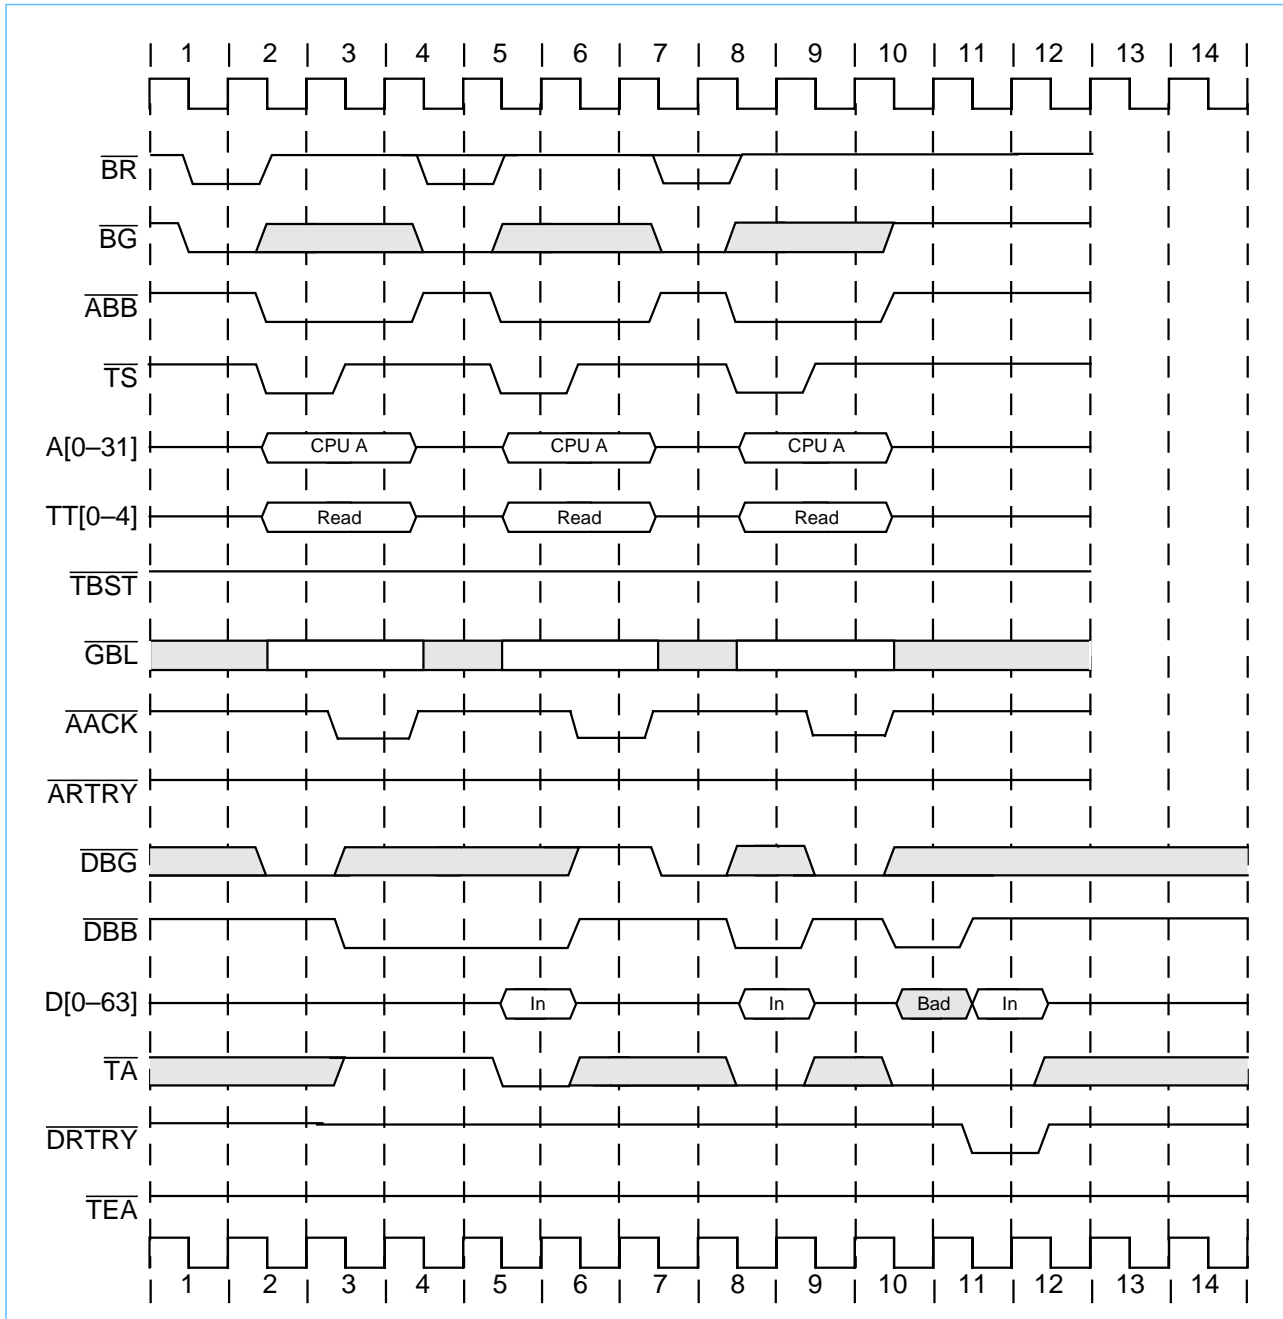 1 2 3 4 5 6 7 8 9 10 11 12 13 14
BR
BG
ABB
TS
A[0–31] CPU A CPU A CPU A
TT[0–4] Read Read Read
TBST
GBL
AACK
ARTRY
DBG
DBB
D[0–63] In In Bad In
TA
DRTRY
TEA
1 2 3 4 5 6 7 8 9 10 11 12 13 14